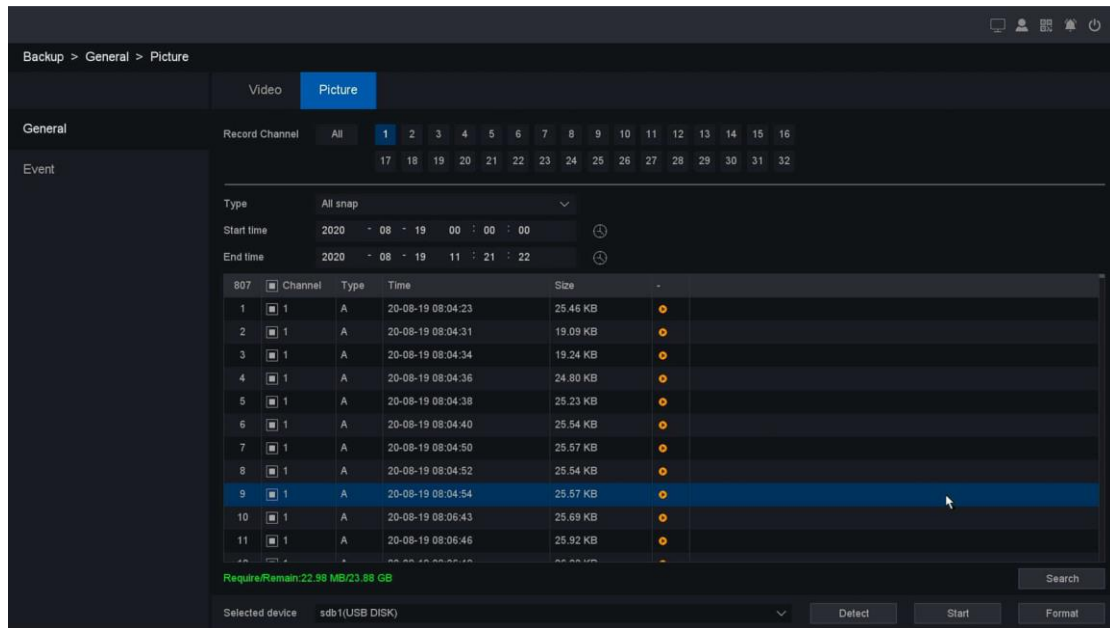 Backup > General > Picture
Video Picture
General
Event
Record Channel All 1 2 3 4 5 6 7 8 9 10 11 12 13 14 15 16
17 18 19 20 21 22 23 24 25 26 27 28 29 30 31 32
Type All snap
Start time 2020 - 08 - 19 00 : 00 : 00
End time 2020 - 08 - 19 11 : 21 : 22
807 Channel Type Time Size -
1 1 A 20-08-19 08:04:23 25.46 KB
2 1 A 20-08-19 08:04:31 19.09 KB
3 1 A 20-08-19 08:04:34 19.24 KB
4 1 A 20-08-19 08:04:36 24.80 KB
5 1 A 20-08-19 08:04:38 25.23 KB
6 1 A 20-08-19 08:04:40 25.54 KB
7 1 A 20-08-19 08:04:50 25.57 KB
8 1 A 20-08-19 08:04:52 25.54 KB
9 1 A 20-08-19 08:04:54 25.57 KB
10 1 A 20-08-19 08:06:43 25.69 KB
11 1 A 20-08-19 08:06:46 25.92 KB
Require/Remain:22.98 MB/23.88 GB
Search
Selected device sdb1(USB DISK) Detect Start Format